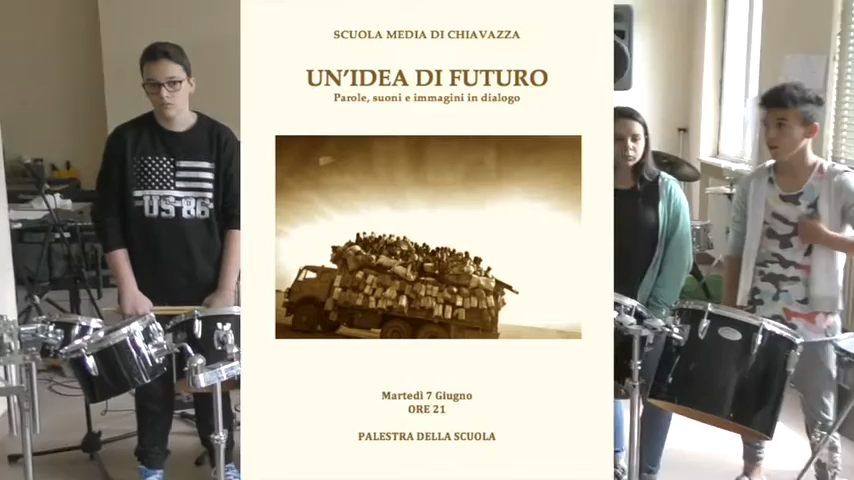 SCUOLA MEDIA DI CHIAVAZZA
UN'IDEA DI FUTURO
Parole, suoni e immagini in dialogo
Martedì 7 Giugno
ORE 21
PALESTRA DELLA SCUOLA
US 86